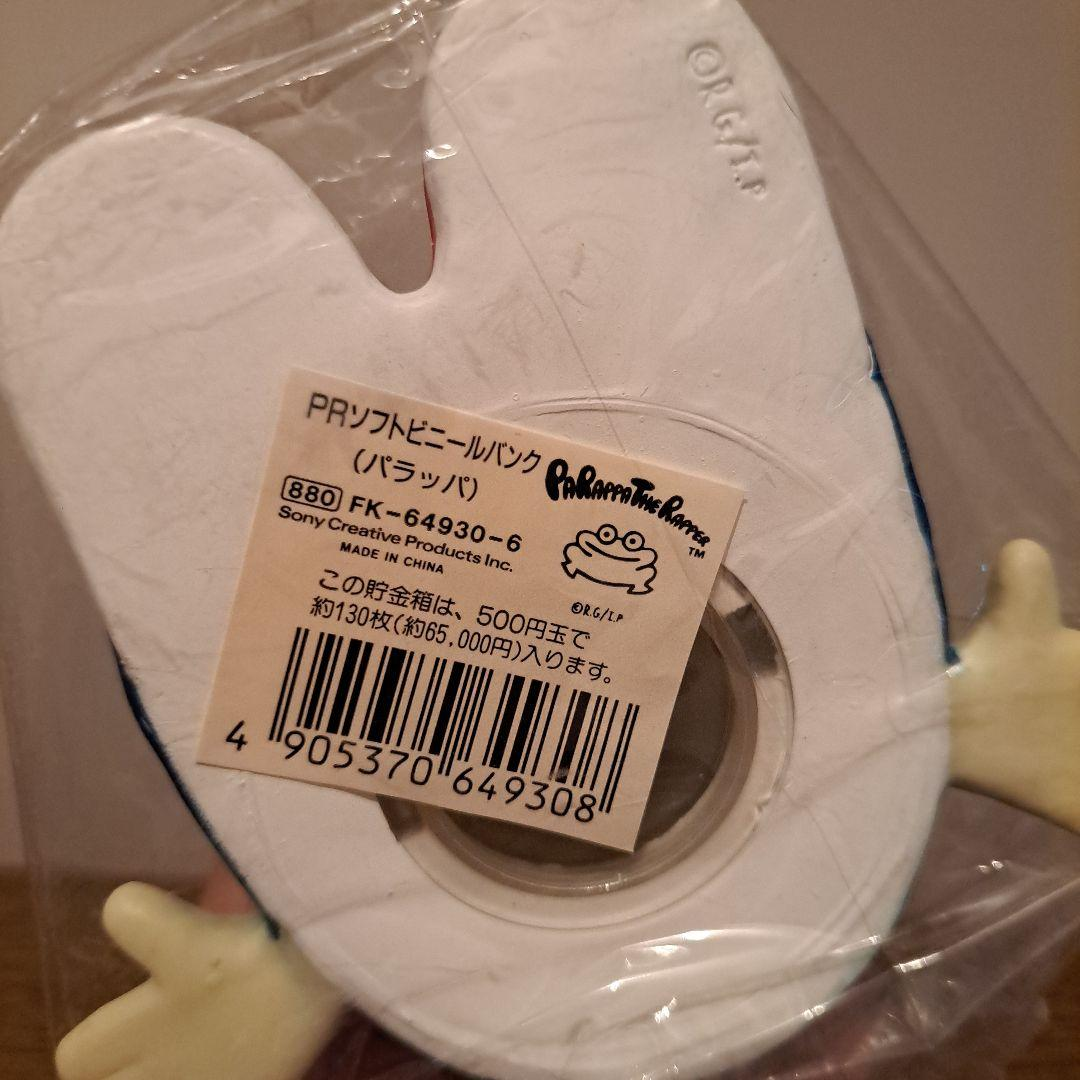 ©R.G/I.P
PRソフトビニールバンク
(パラッパ)
PARAPPA THE RAPPER
TM
880 FK-64930-6
Sony Creative Products Inc.
MADE IN CHINA
©R.G/I.P
この貯金箱は、500円玉で
約130枚(約65,000円)入ります。
4 905370 649308